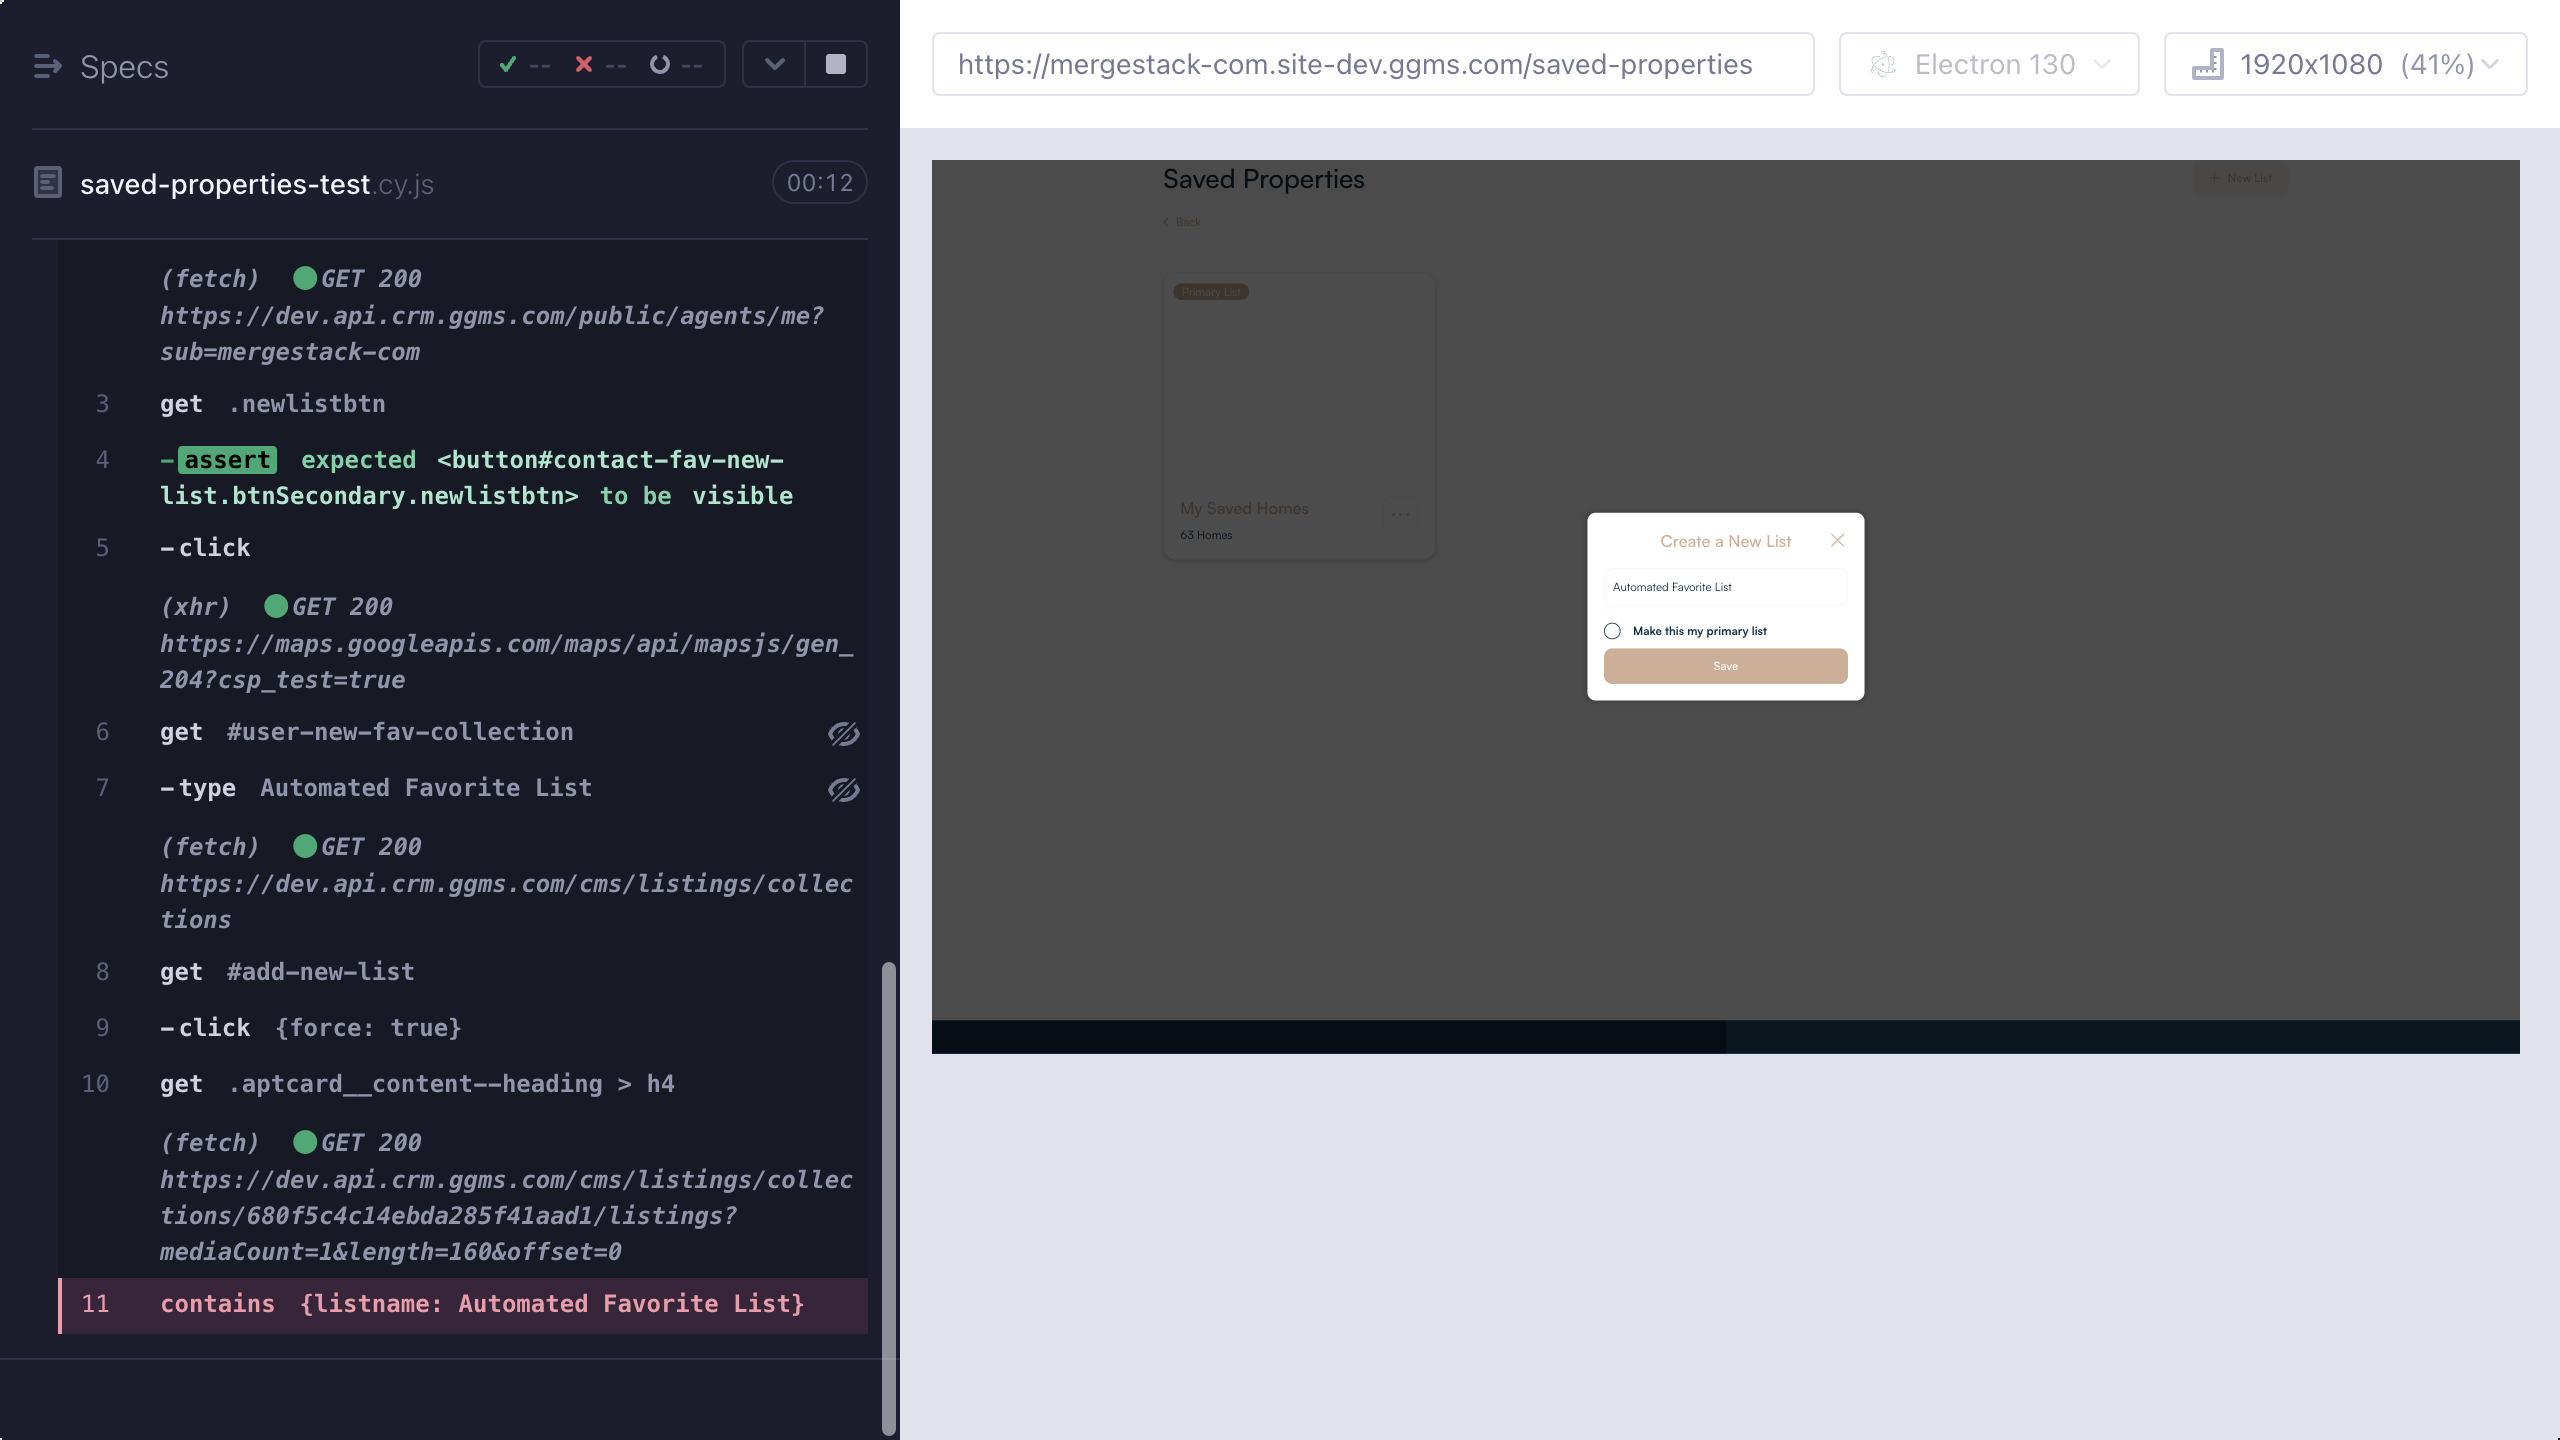 Specs
-- -- --
saved-properties-test.cy.js
00:12
(fetch) GET 200
https://dev.api.crm.ggms.com/public/agents/me?
sub=mergestack-com
3 get .newlistbtn
4 -assert expected <button#contact-fav-new-
list.btnSecondary.newlistbtn> to be visible
5 -click
(xhr) GET 200
https://maps.googleapis.com/maps/api/mapsjs/gen_
204?csp_test=true
6 get #user-new-fav-collection
7 -type Automated Favorite List
(fetch) GET 200
https://dev.api.crm.ggms.com/cms/listings/collec
tions
8 get #add-new-list
9 -click {force: true}
10 get .aptcard__content--heading > h4
(fetch) GET 200
https://dev.api.crm.ggms.com/cms/listings/collec
tions/680f5c4c14ebda285f41aad1/listings?
mediaCount=1&length=160&offset=0
11 contains {listname: Automated Favorite List}
https://mergestack-com.site-dev.ggms.com/saved-properties
Electron 130
1920x1080 (41%)
Saved Properties
+ New List
Back
Primary List
My Saved Homes
...
63 Homes
Create a New List
Automated Favorite List
Make this my primary list
Save